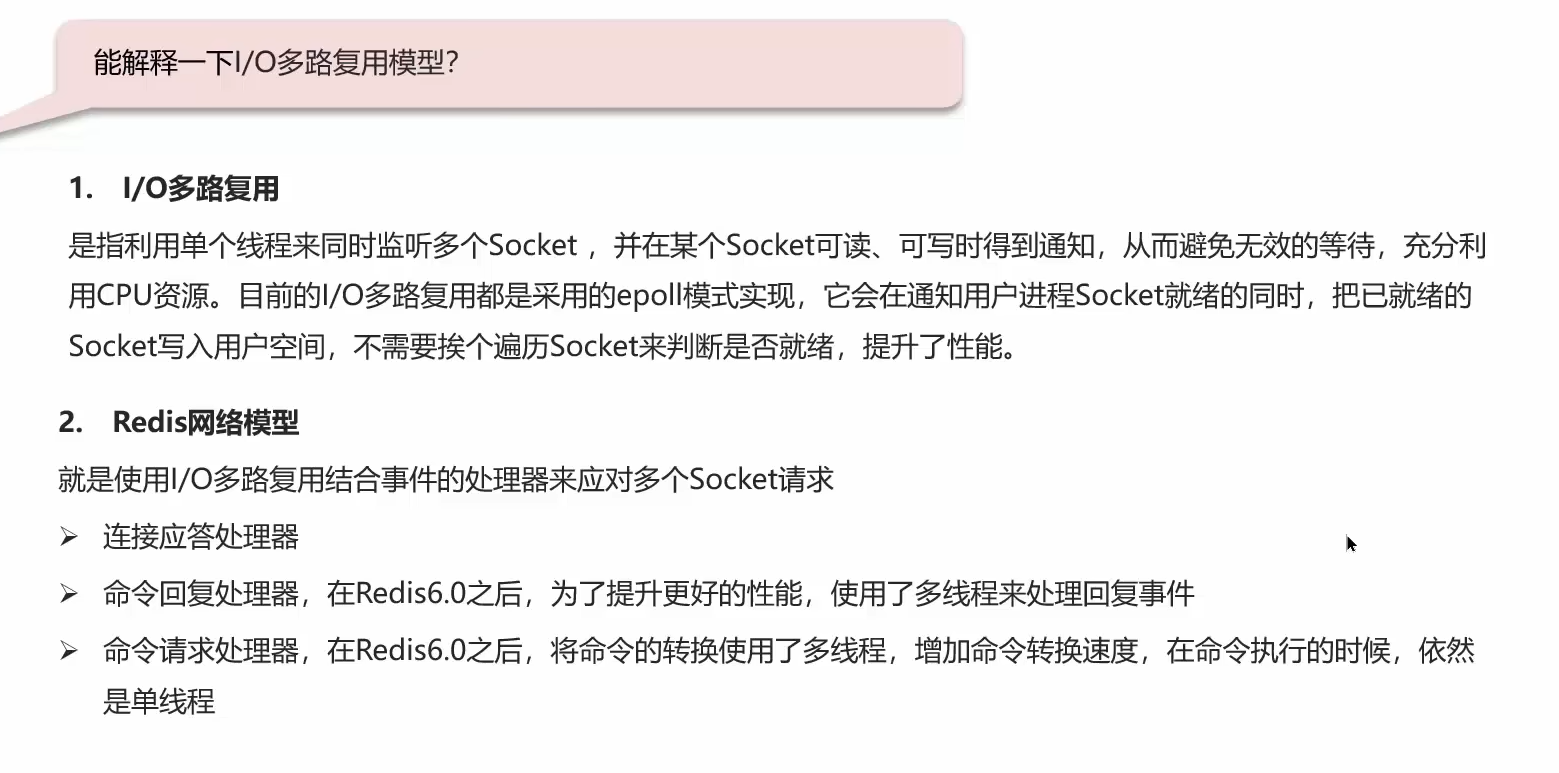 能解释一下I/O多路复用模型？
1. I/O多路复用
是指利用单个线程来同时监听多个Socket ，并在某个Socket可读、可写时得到通知，从而避免无效的等待，充分利
用CPU资源。目前的I/O多路复用都是采用的epoll模式实现，它会在通知用户进程Socket就绪的同时，把已就绪的
Socket写入用户空间，不需要挨个遍历Socket来判断是否就绪，提升了性能。
2. Redis网络模型
就是使用I/O多路复用结合事件的处理器来应对多个Socket请求
➢ 连接应答处理器
➢ 命令回复处理器，在Redis6.0之后，为了提升更好的性能，使用了多线程来处理回复事件
➢ 命令请求处理器，在Redis6.0之后，将命令的转换使用了多线程，增加命令转换速度，在命令执行的时候，依然
是单线程